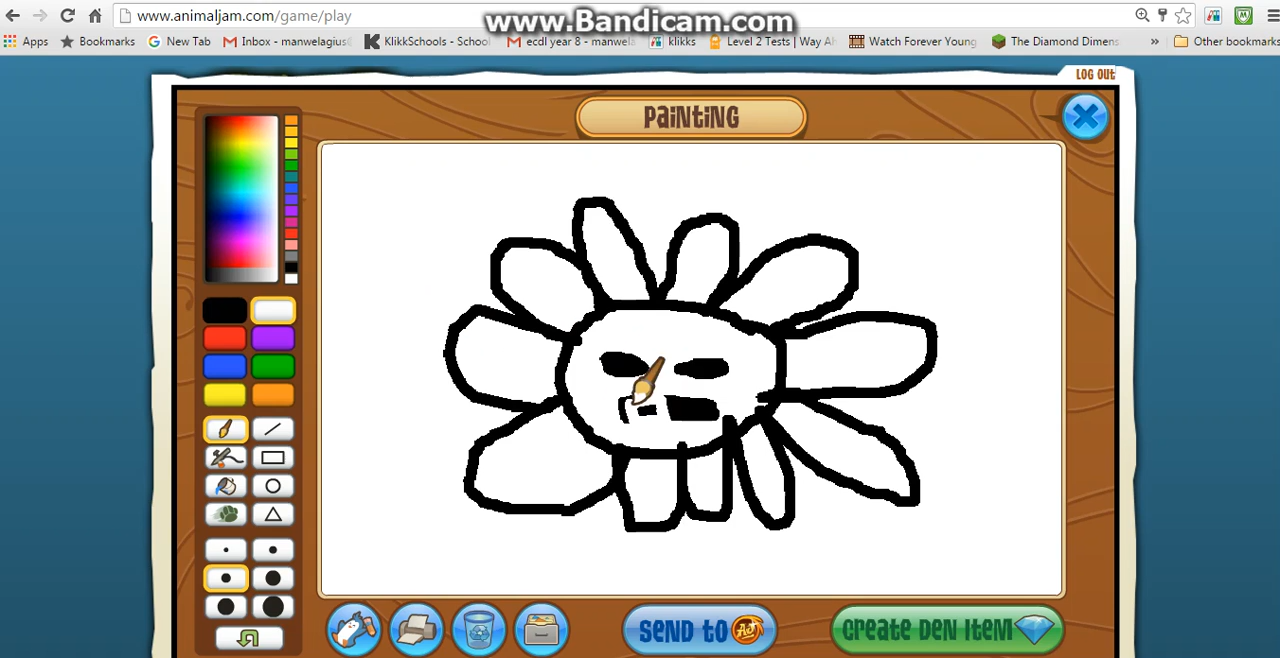 www.animaljam.com/game/play
www.Bandicam.com
Apps Bookmarks New Tab Inbox - manwelagius KlikkSchools - School ecdl year 8 - manwela klikks Level 2 Tests | Way Watch Forever Young The Diamond Dimens » Other bookmarks
LOG OUT
PAINTING
SEND TO AJ
CREATE DEN ITEM